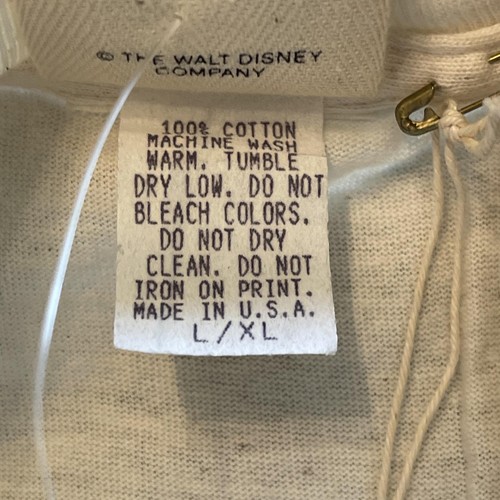 © THE WALT DISNEY
COMPANY
100% COTTON
MACHINE WASH
WARM. TUMBLE
DRY LOW. DO NOT
BLEACH COLORS.
DO NOT DRY
CLEAN. DO NOT
IRON ON PRINT.
MADE IN U.S.A.
L/XL